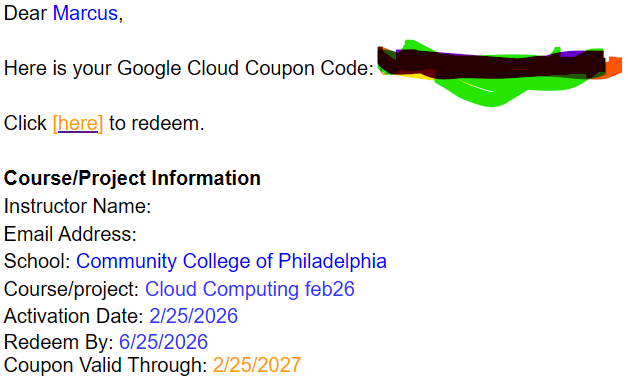 Dear Marcus,
Here is your Google Cloud Coupon Code:
Click [here] to redeem.
Course/Project Information
Instructor Name:
Email Address:
School: Community College of Philadelphia
Course/project: Cloud Computing feb26
Activation Date: 2/25/2026
Redeem By: 6/25/2026
Coupon Valid Through: 2/25/2027